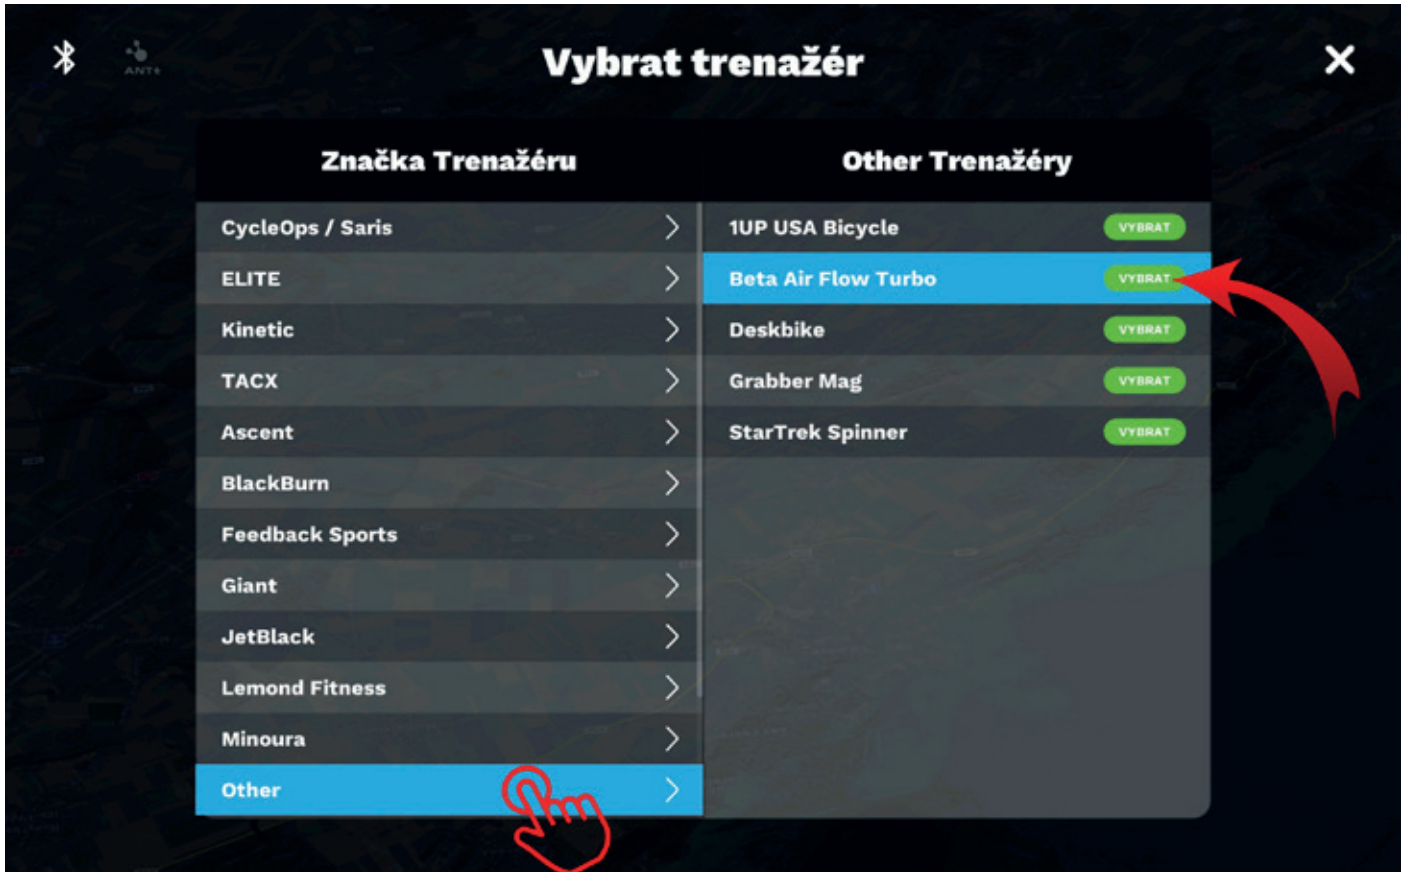 ANT+
Vybrat trenažér
Značka Trenažéru
Other Trenažéry
CycleOps / Saris
1UP USA Bicycle
VYBRAT
ELITE
Beta Air Flow Turbo
VYBRAT
Kinetic
Deskbike
VYBRAT
TACX
Grabber Mag
VYBRAT
Ascent
StarTrek Spinner
VYBRAT
BlackBurn
Feedback Sports
Giant
JetBlack
Lemond Fitness
Minoura
Other